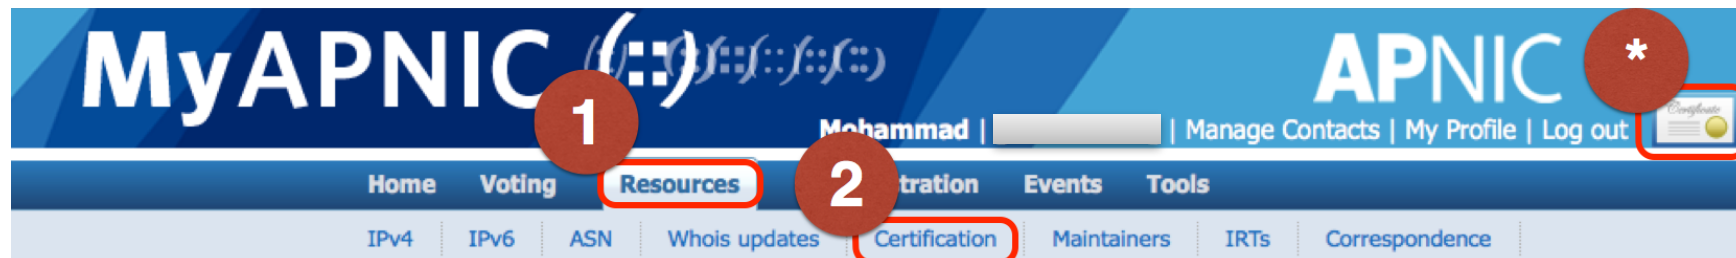 MyAPNIC (::) (::) (::) (::) (::) (::)
APNIC
*
Certificate
1
Mohammad | | Manage Contacts | My Profile | Log out
Home Voting Resources 2 tration Events Tools
IPv4 IPv6 ASN Whois updates Certification Maintainers IRTs Correspondence